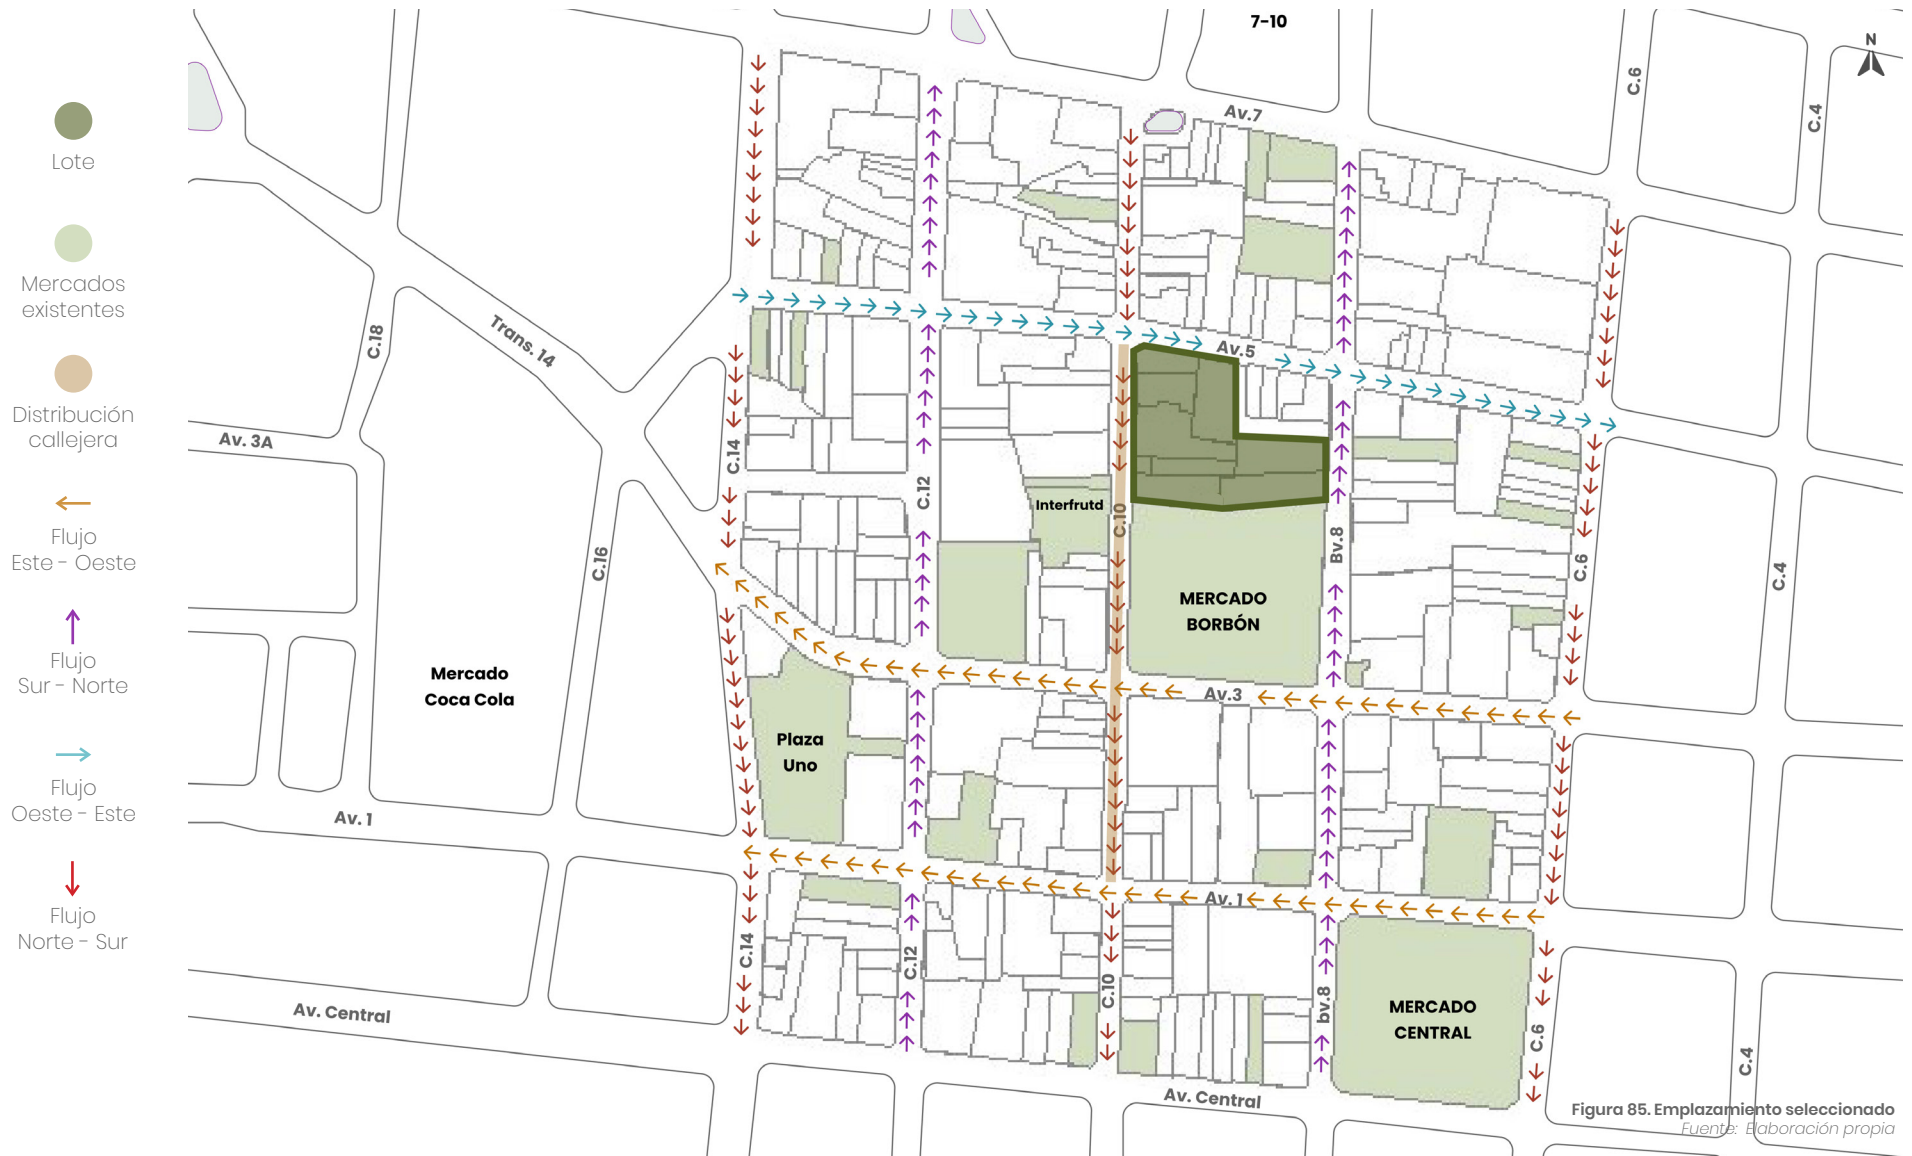 7-10
N
C.6
C.4
Av.7
Lote
Mercados
existentes
Distribución
callejera
Flujo
Este - Oeste
Flujo
Sur - Norte
Flujo
Oeste - Este
Flujo
Norte - Sur
C.18
Trans. 14
Av.5
Av. 3A
C.14
C.12
Interfrutd
C.10
Bv.8
C.16
C.6
C.4
MERCADO
BORBÓN
Mercado
Coca Cola
Av.3
Plaza
Uno
Av. 1
Av. 1
C.14
C.12
C.10
bv.8
MERCADO
CENTRAL
C.6
C.4
Av. Central
Av. Central
Figura 85. Emplazamiento seleccionado
Fuente: Elaboración propia